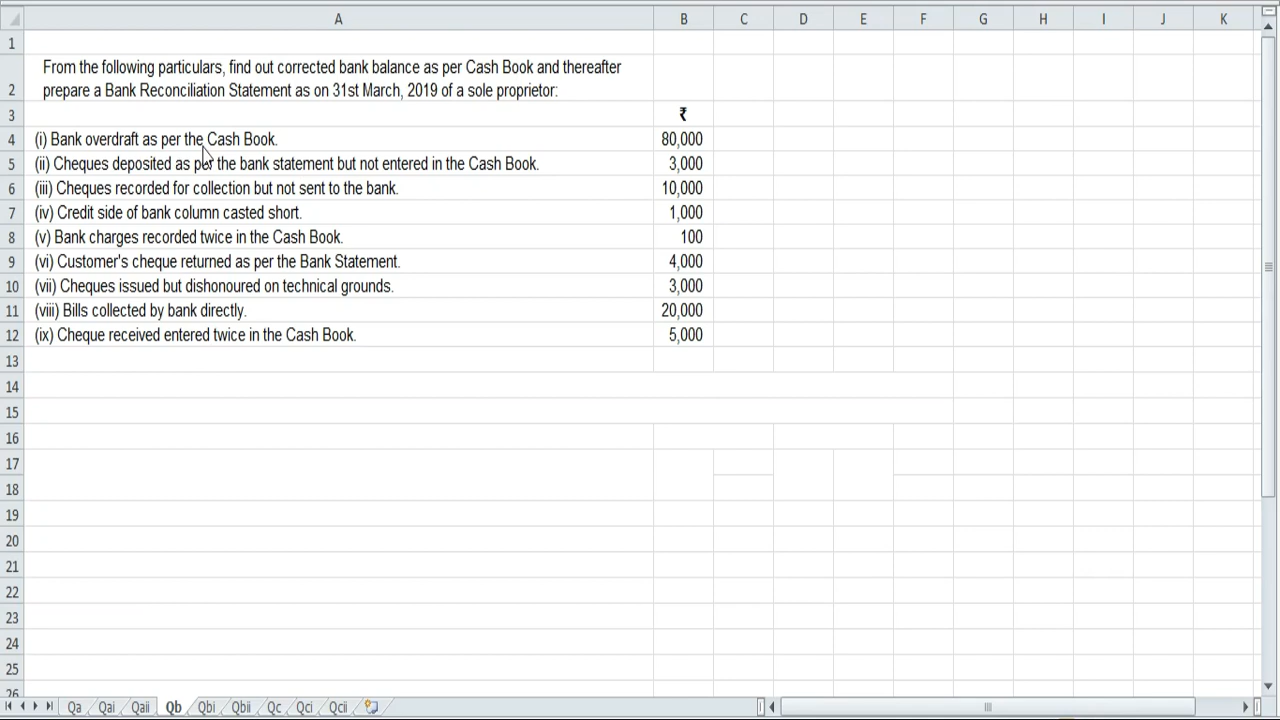 A B C D E F G H I J K
1
2 From the following particulars, find out corrected bank balance as per Cash Book and thereafter
prepare a Bank Reconciliation Statement as on 31st March, 2019 of a sole proprietor:
3 ₹
4 (i) Bank overdraft as per the Cash Book. 80,000
5 (ii) Cheques deposited as per the bank statement but not entered in the Cash Book. 3,000
6 (iii) Cheques recorded for collection but not sent to the bank. 10,000
7 (iv) Credit side of bank column casted short. 1,000
8 (v) Bank charges recorded twice in the Cash Book. 100
9 (vi) Customer's cheque returned as per the Bank Statement. 4,000
10 (vii) Cheques issued but dishonoured on technical grounds. 3,000
11 (viii) Bills collected by bank directly. 20,000
12 (ix) Cheque received entered twice in the Cash Book. 5,000
13
14
15
16
17
18
19
20
21
22
23
24
25
26
Qa Qai Qaii Qb Qbi Qbii Qc Qci Qcii